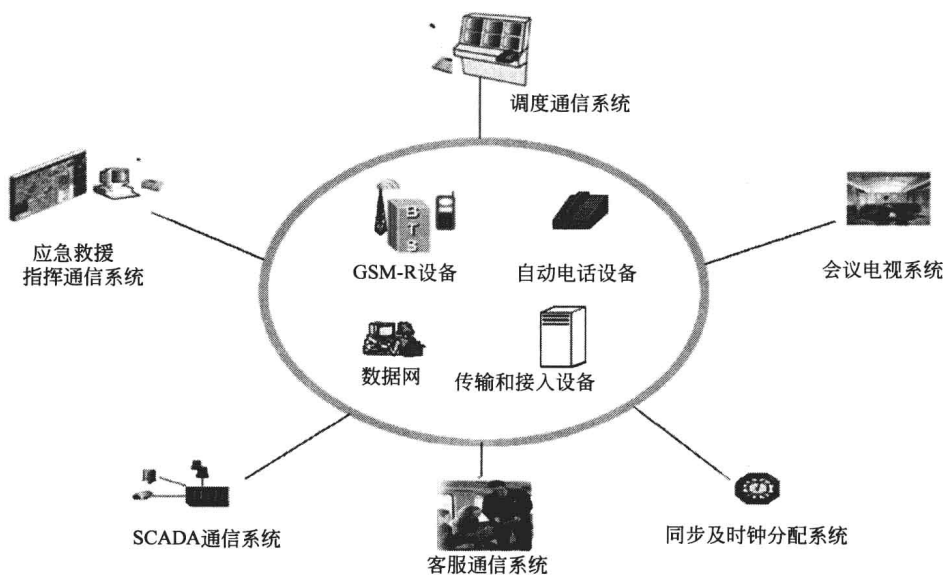 调度通信系统
应急救援
指挥通信系统
会议电视系统
BTS
GSM-R设备
自动电话设备
数据网
传输和接入设备
SCADA通信系统
客服通信系统
同步及时钟分配系统